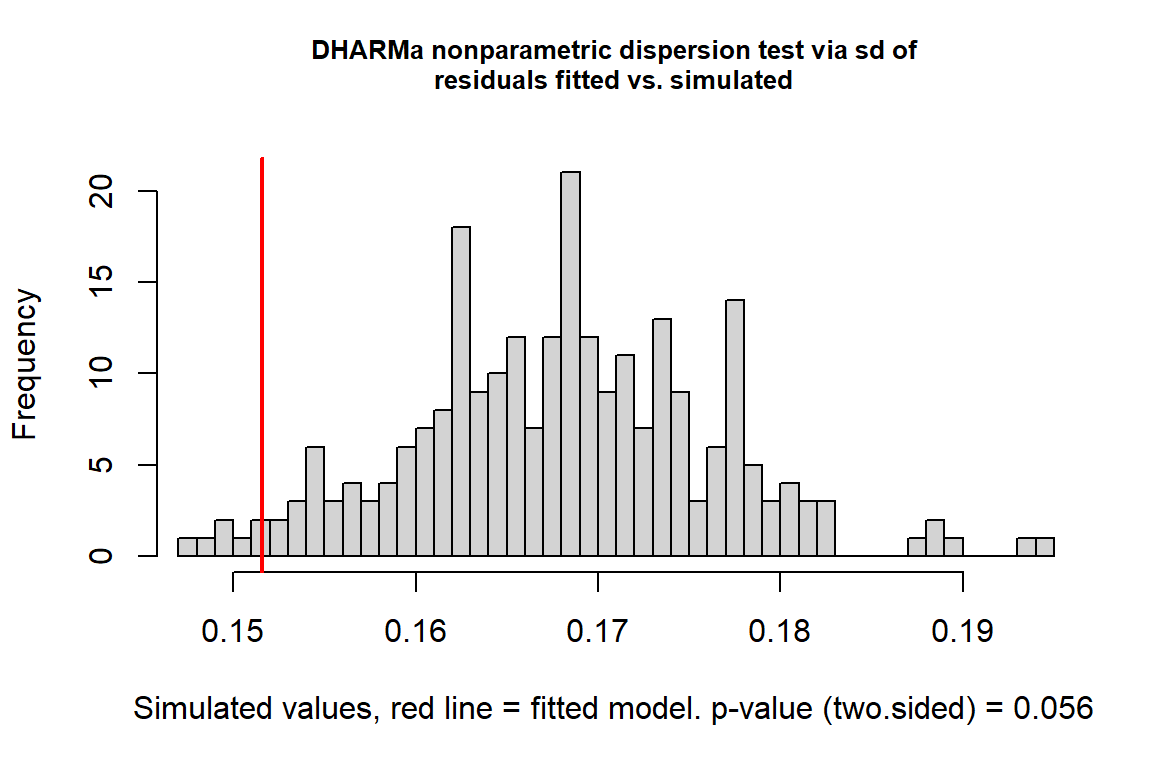 DHARMa nonparametric dispersion test via sd of
residuals fitted vs. simulated
Frequency
20
15
10
5
0
0.15 0.16 0.17 0.18 0.19
Simulated values, red line = fitted model. p-value (two.sided) = 0.056